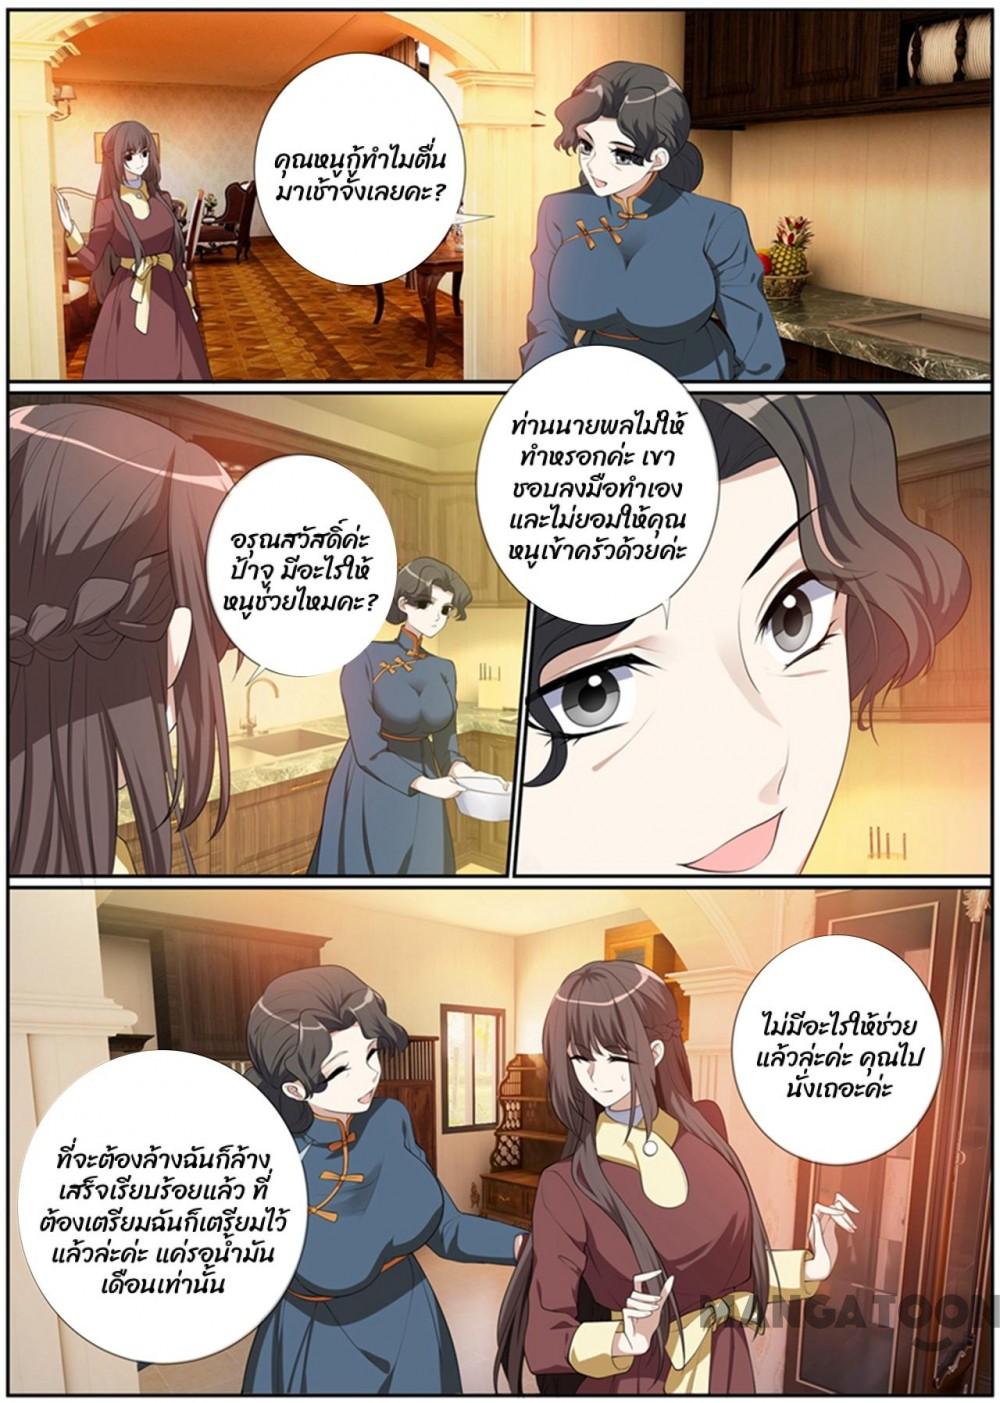 คุณหนูกู้ทำไมตื่น
มาเช้าจังเลยคะ?
อรุณสวัสดิ์ค่ะ
ป้าจู มีอะไรให้
หนูช่วยไหมคะ?
ท่านนายพลไม่ให้
ทำหรอกค่ะ เขา
ชอบลงมือทำเอง
และไม่ยอมให้คุณ
หนูเข้าครัวด้วยค่ะ
ไม่มีอะไรให้ช่วย
แล้วล่ะค่ะ คุณไป
นั่งเถอะค่ะ
ที่จะต้องล้างฉันก็ล้าง
เสร็จเรียบร้อยแล้ว ที่
ต้องเตรียมฉันก็เตรียมไว้
แล้วล่ะค่ะ แค่รอน้ำมัน
เดือนเท่านั้น
MANGATOON